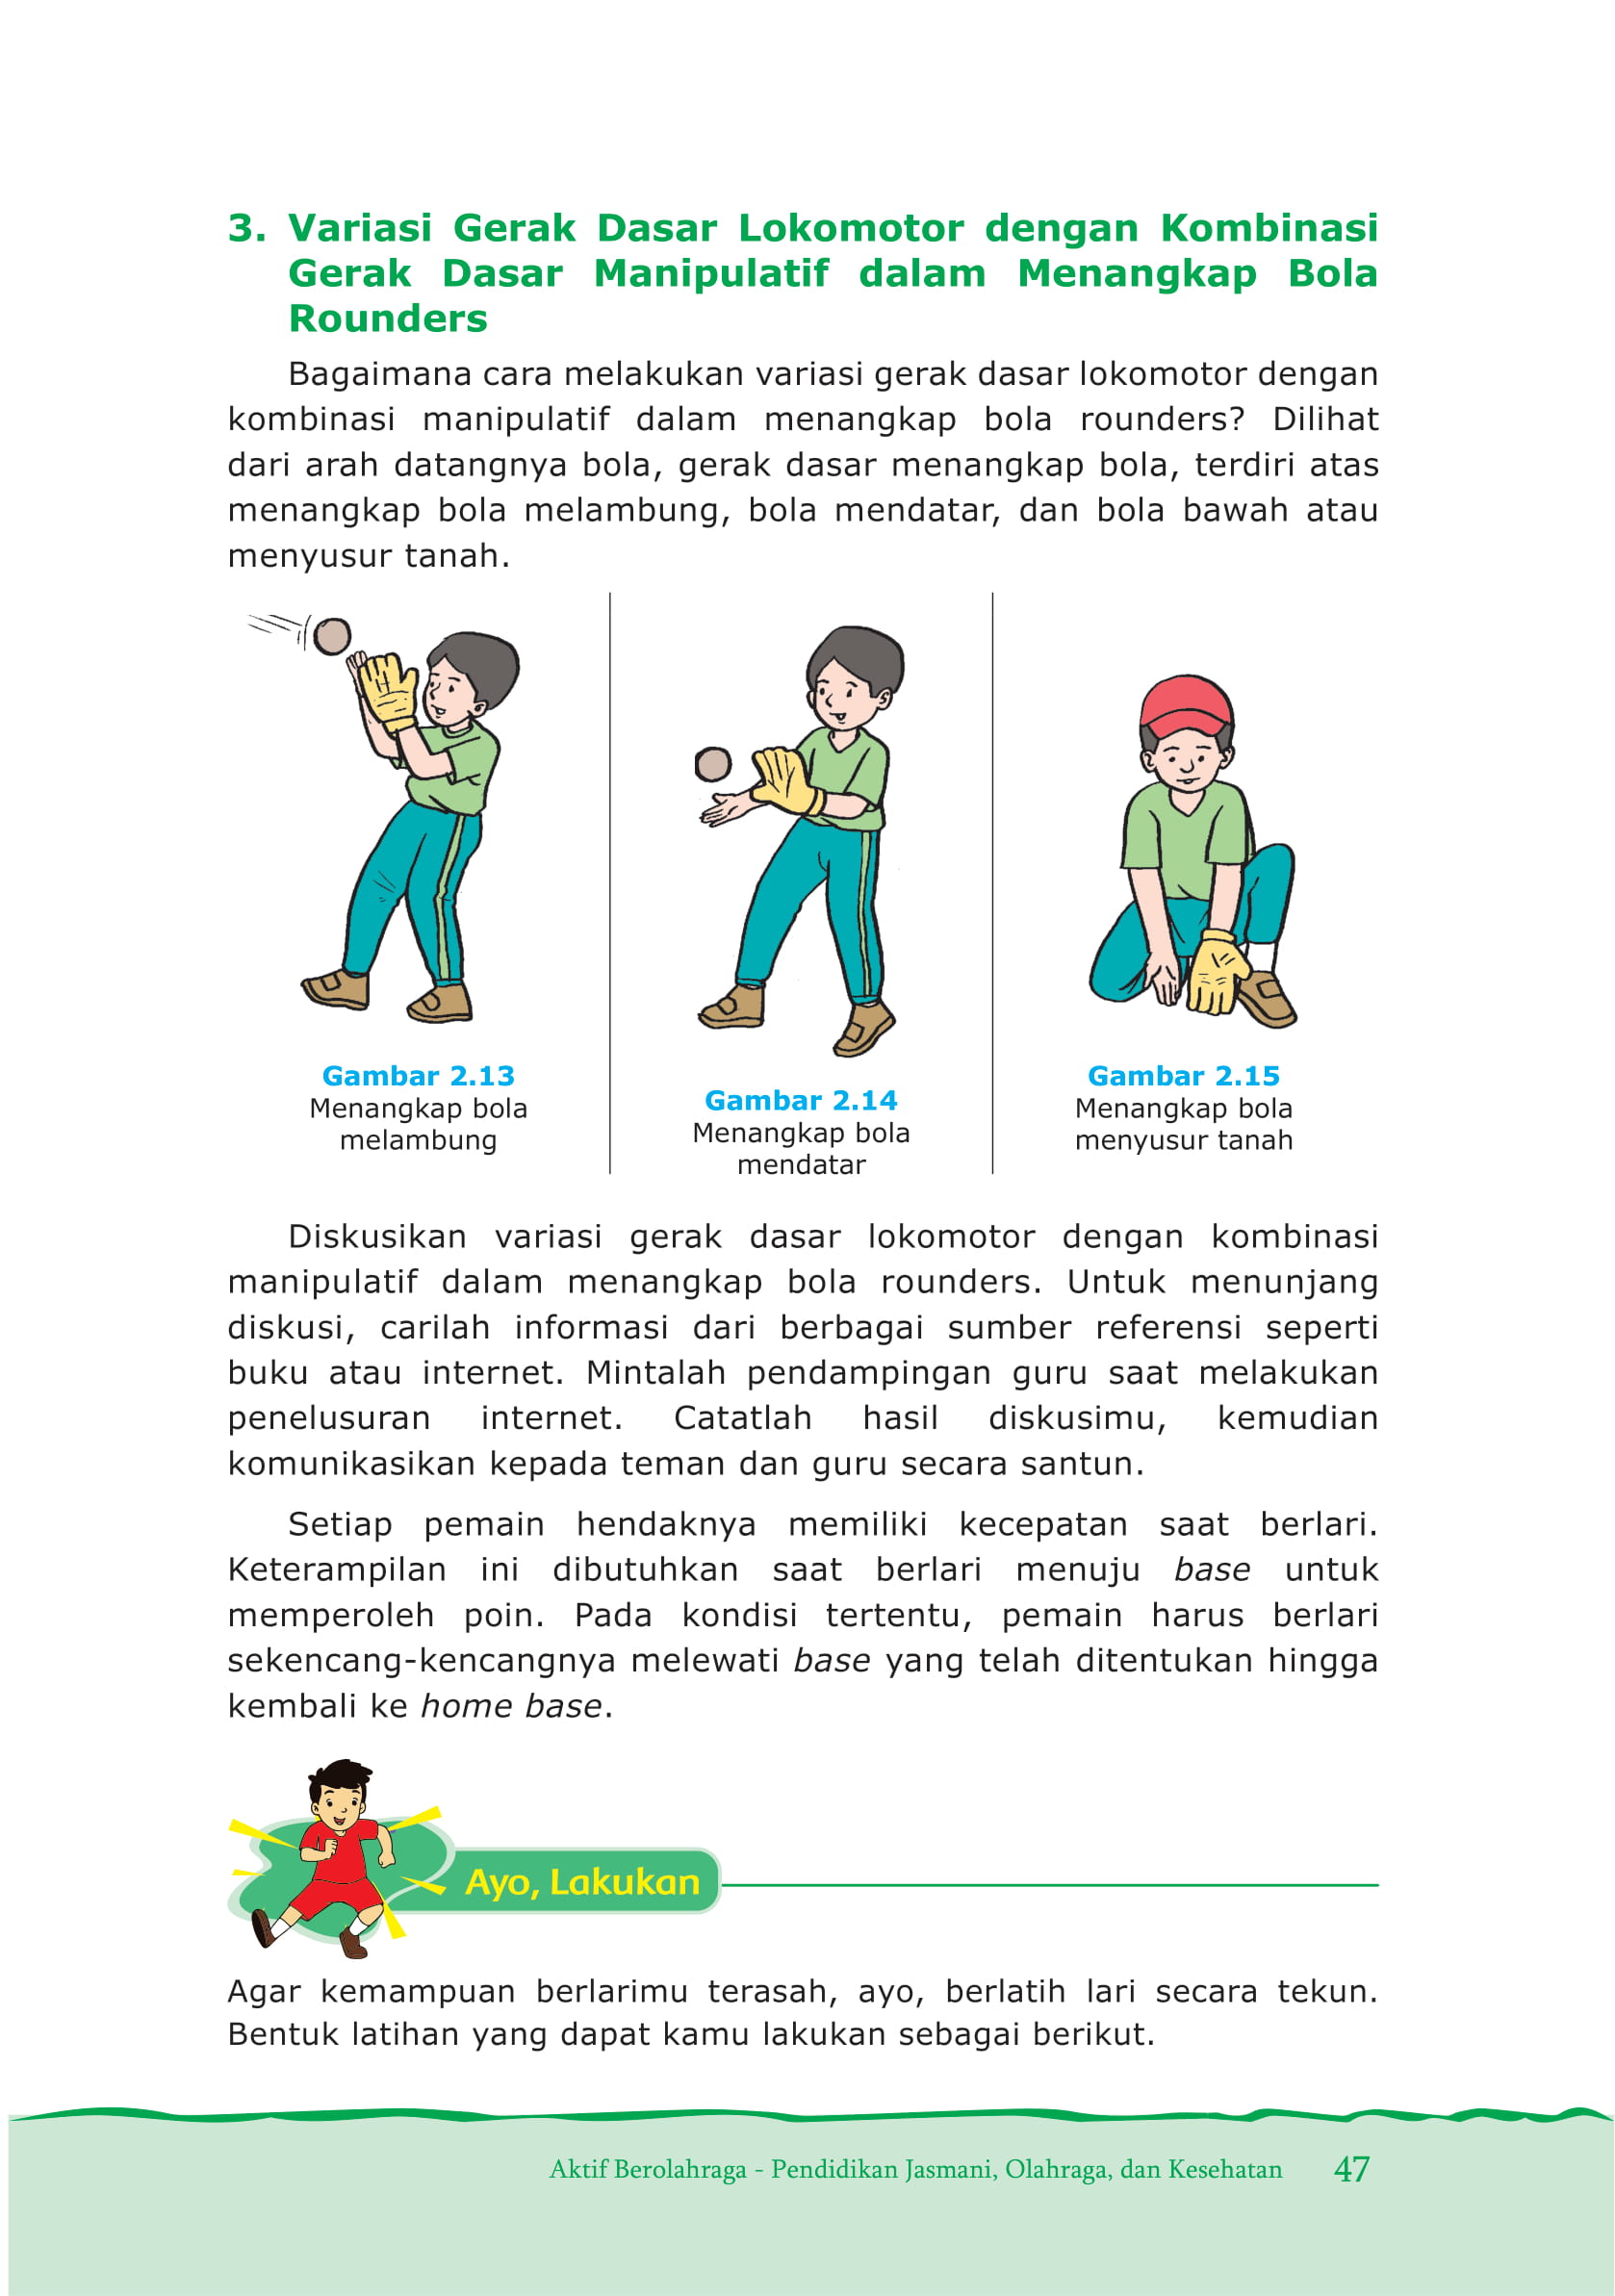 3. Variasi Gerak Dasar Lokomotor dengan Kombinasi
Gerak Dasar Manipulatif dalam Menangkap Bola
Rounders
Bagaimana cara melakukan variasi gerak dasar lokomotor dengan
kombinasi manipulatif dalam menangkap bola rounders? Dilihat
dari arah datangnya bola, gerak dasar menangkap bola, terdiri atas
menangkap bola melambung, bola mendatar, dan bola bawah atau
menyusur tanah.
Gambar 2.13
Menangkap bola
melambung
Gambar 2.14
Menangkap bola
mendatar
Gambar 2.15
Menangkap bola
menyusur tanah
Diskusikan variasi gerak dasar lokomotor dengan kombinasi
manipulatif dalam menangkap bola rounders. Untuk menunjang
diskusi, carilah informasi dari berbagai sumber referensi seperti
buku atau internet. Mintalah pendampingan guru saat melakukan
penelusuran internet. Catatlah hasil diskusimu, kemudian
komunikasikan kepada teman dan guru secara santun.
Setiap pemain hendaknya memiliki kecepatan saat berlari.
Keterampilan ini dibutuhkan saat berlari menuju base untuk
memperoleh poin. Pada kondisi tertentu, pemain harus berlari
sekencang-kencangnya melewati base yang telah ditentukan hingga
kembali ke home base.
Ayo, Lakukan
Agar kemampuan berlarimu terasah, ayo, berlatih lari secara tekun.
Bentuk latihan yang dapat kamu lakukan sebagai berikut.
Aktif Berolahraga - Pendidikan Jasmani, Olahraga, dan Kesehatan 47